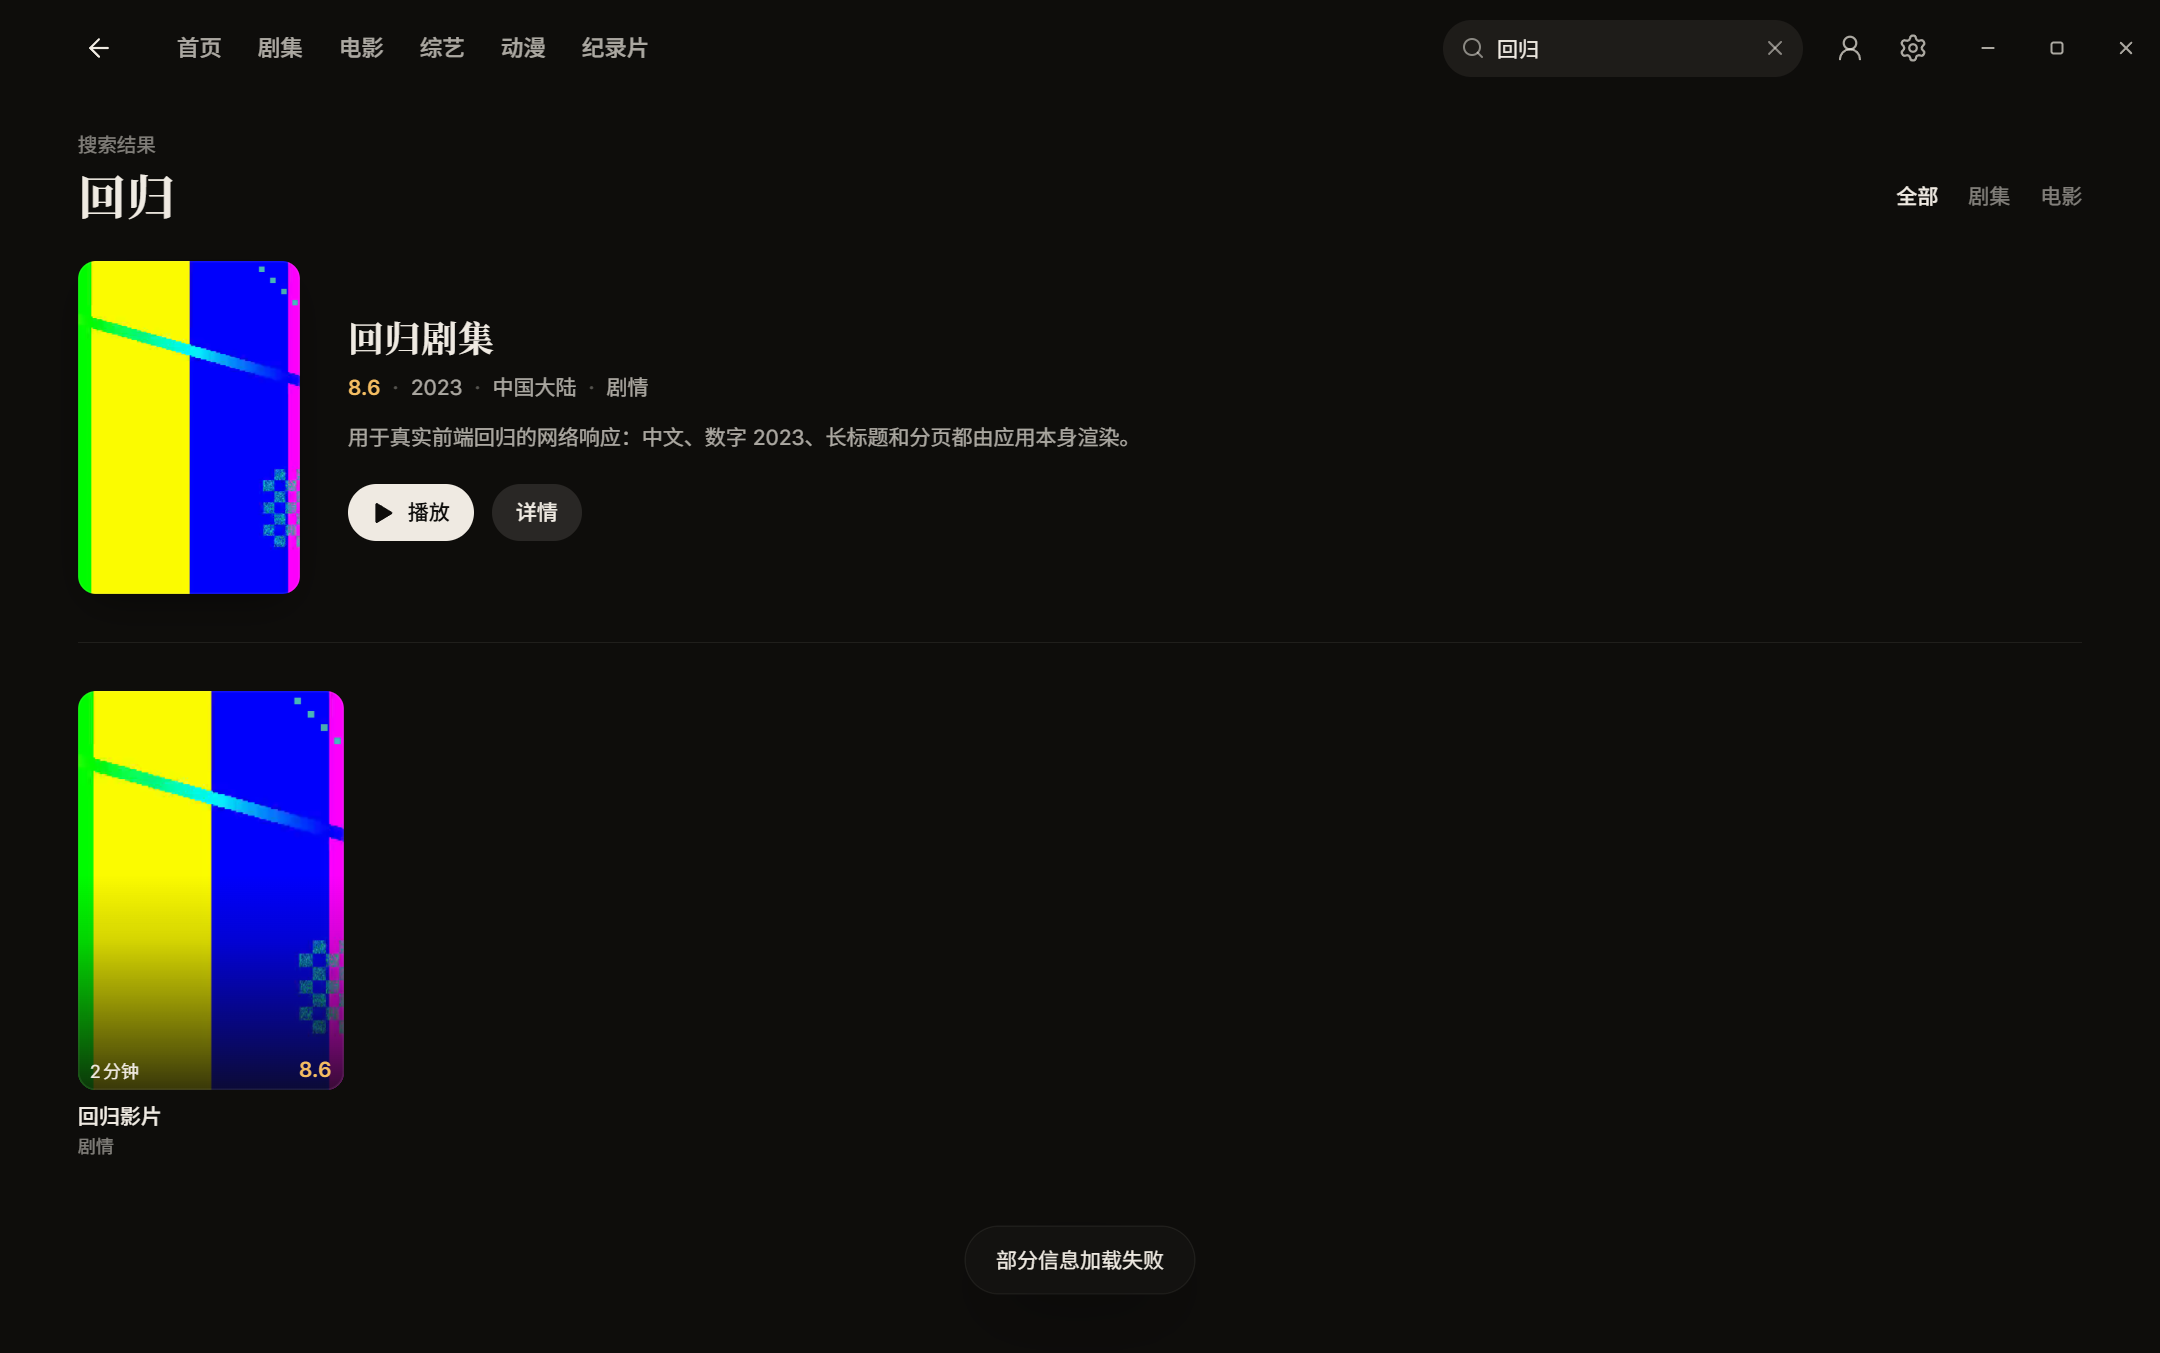 首页 剧集 电影 综艺 动漫 纪录片 回归
搜索结果
回归
全部 剧集 电影
回归剧集
8.6 · 2023 · 中国大陆 · 剧情
用于真实前端回归的网络响应：中文、数字 2023、长标题和分页都由应用本身渲染。
播放 详情
2分钟 8.6
回归影片
剧情
部分信息加载失败